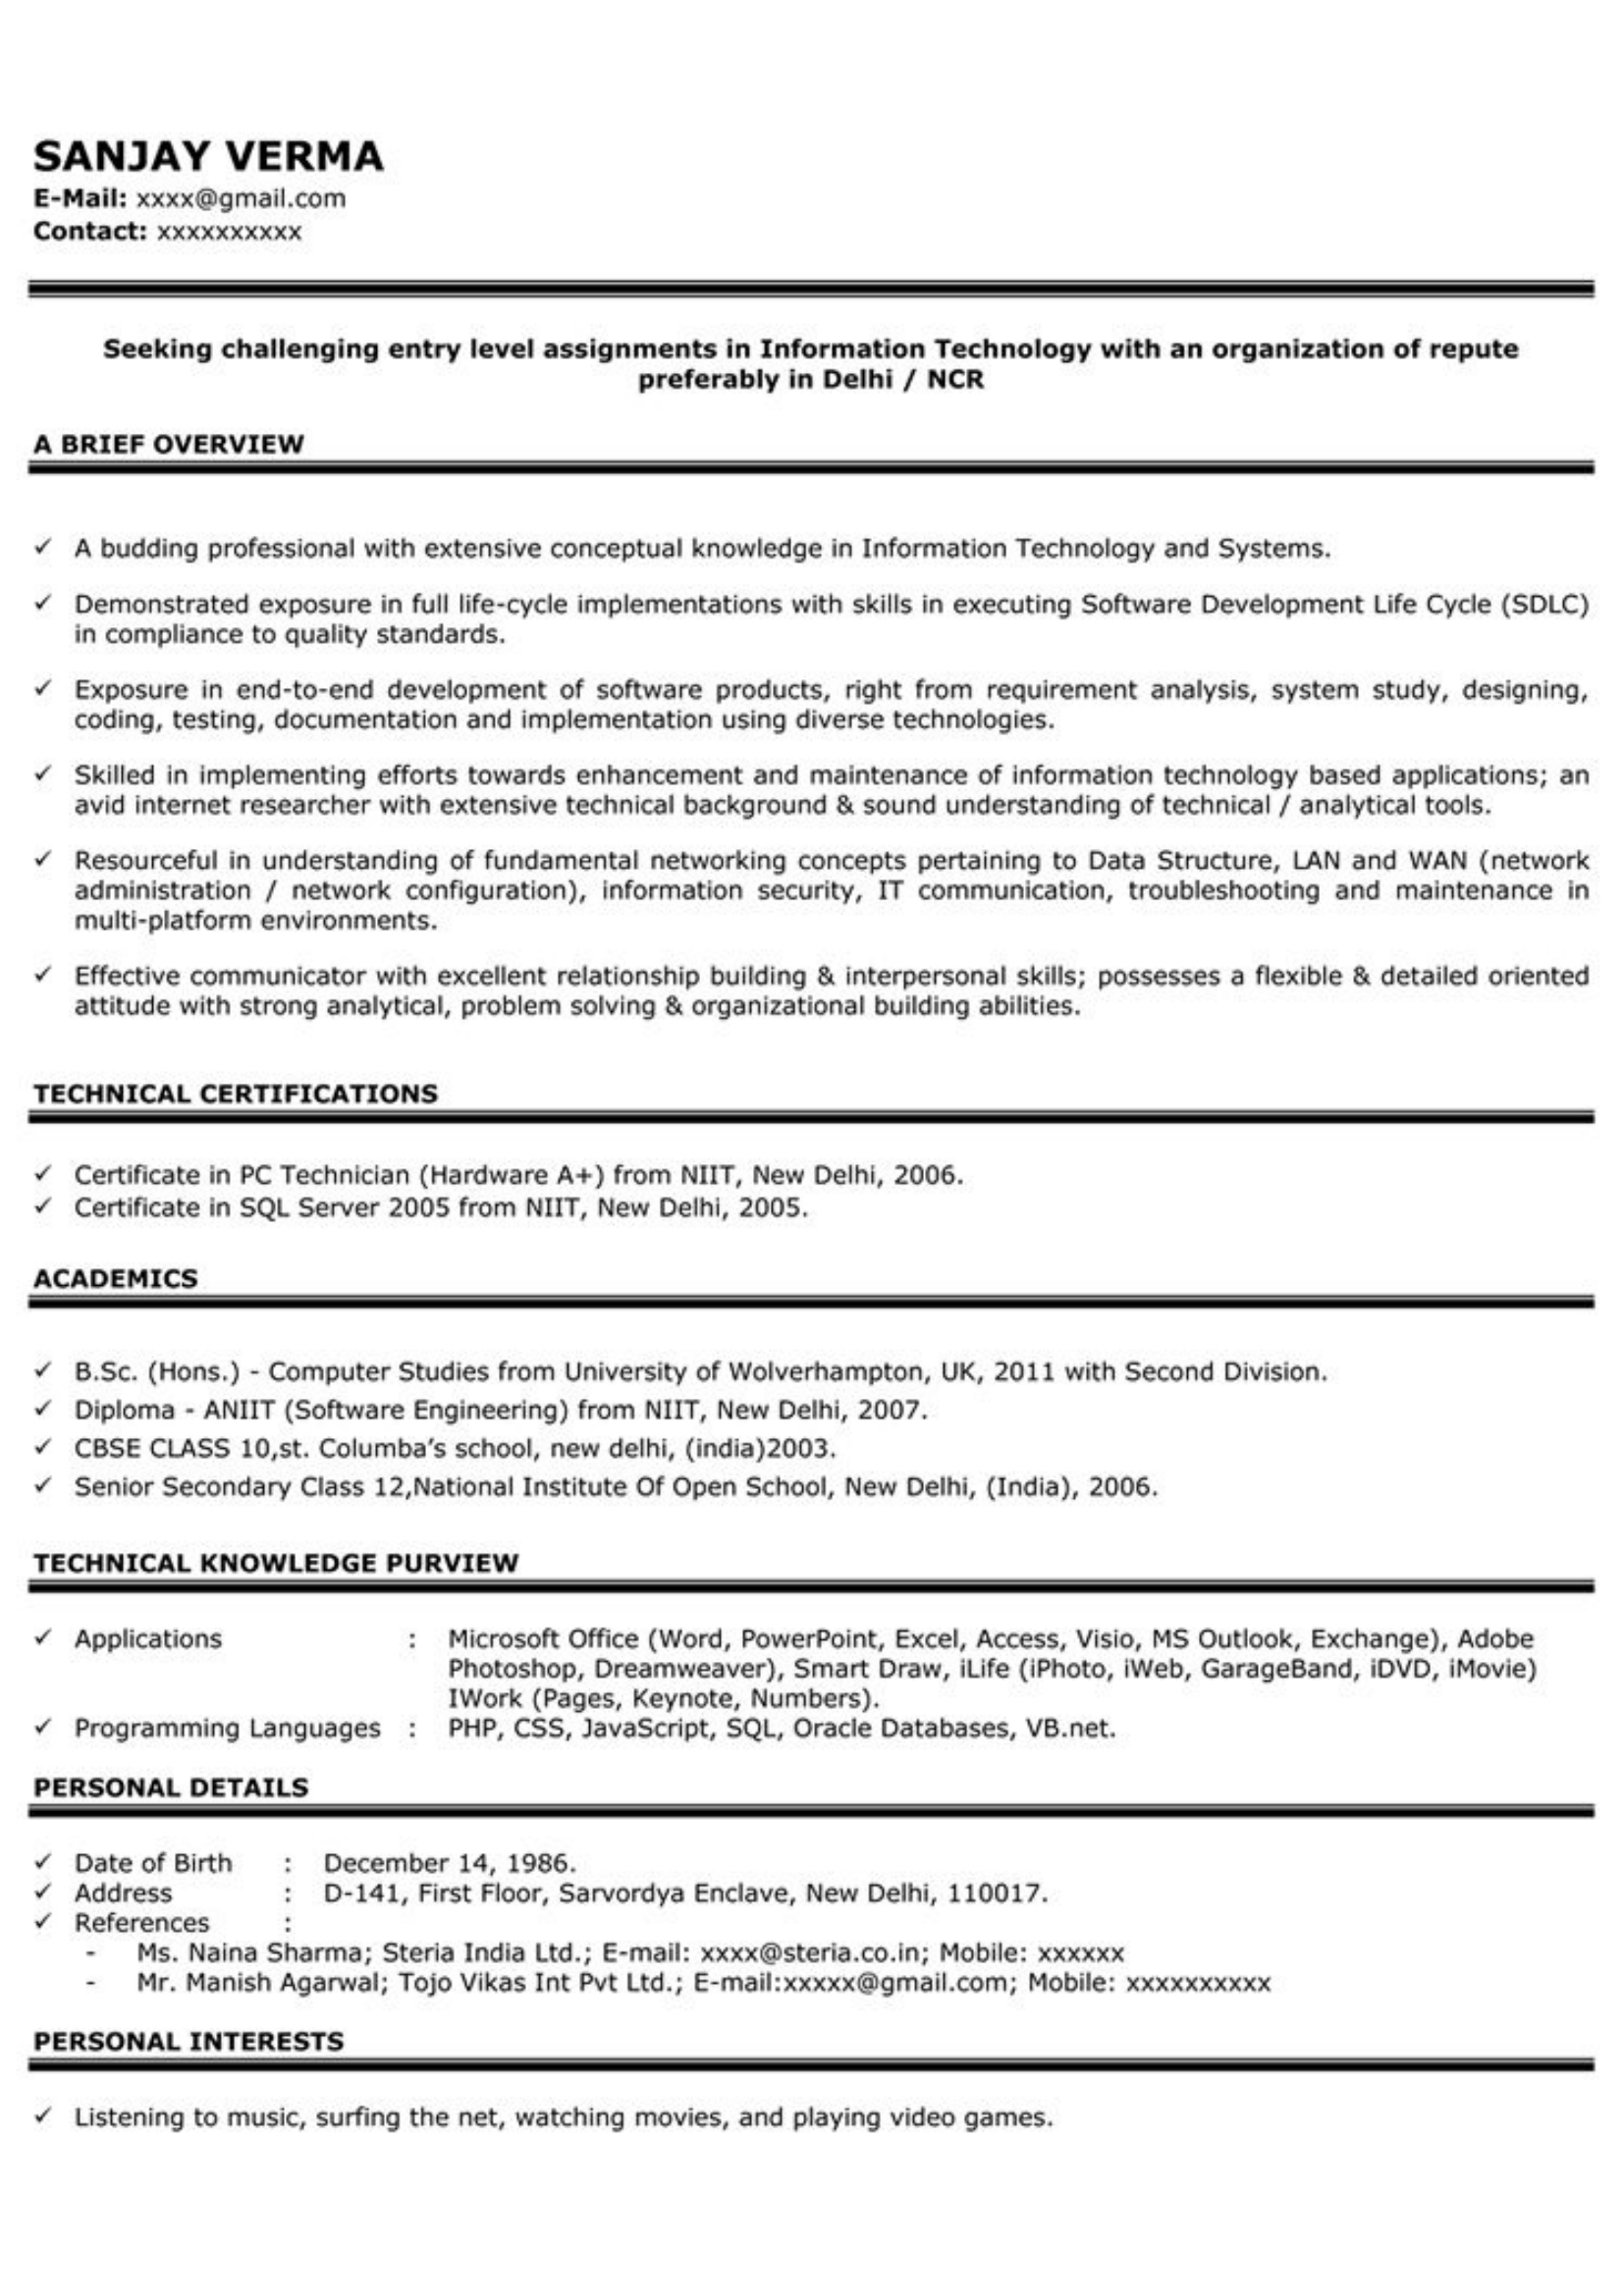 SANJAY VERMA
E-Mail: xxxx@gmail.com
Contact: xxxxxxxxxx
Seeking challenging entry level assignments in Information Technology with an organization of repute
preferably in Delhi / NCR
A BRIEF OVERVIEW
✓ A budding professional with extensive conceptual knowledge in Information Technology and Systems.
✓ Demonstrated exposure in full life-cycle implementations with skills in executing Software Development Life Cycle (SDLC)
in compliance to quality standards.
✓ Exposure in end-to-end development of software products, right from requirement analysis, system study, designing,
coding, testing, documentation and implementation using diverse technologies.
✓ Skilled in implementing efforts towards enhancement and maintenance of information technology based applications; an
avid internet researcher with extensive technical background & sound understanding of technical / analytical tools.
✓ Resourceful in understanding of fundamental networking concepts pertaining to Data Structure, LAN and WAN (network
administration / network configuration), information security, IT communication, troubleshooting and maintenance in
multi-platform environments.
✓ Effective communicator with excellent relationship building & interpersonal skills; possesses a flexible & detailed oriented
attitude with strong analytical, problem solving & organizational building abilities.
TECHNICAL CERTIFICATIONS
✓ Certificate in PC Technician (Hardware A+) from NIIT, New Delhi, 2006.
✓ Certificate in SQL Server 2005 from NIIT, New Delhi, 2005.
ACADEMICS
✓ B.Sc. (Hons.) - Computer Studies from University of Wolverhampton, UK, 2011 with Second Division.
✓ Diploma - ANIIT (Software Engineering) from NIIT, New Delhi, 2007.
✓ CBSE CLASS 10,st. Columba's school, new delhi, (india)2003.
✓ Senior Secondary Class 12,National Institute Of Open School, New Delhi, (India), 2006.
TECHNICAL KNOWLEDGE PURVIEW
✓ Applications : Microsoft Office (Word, PowerPoint, Excel, Access, Visio, MS Outlook, Exchange), Adobe
Photoshop, Dreamweaver), Smart Draw, iLife (iPhoto, iWeb, GarageBand, iDVD, iMovie)
IWork (Pages, Keynote, Numbers).
✓ Programming Languages : PHP, CSS, JavaScript, SQL, Oracle Databases, VB.net.
PERSONAL DETAILS
✓ Date of Birth : December 14, 1986.
✓ Address : D-141, First Floor, Sarvordya Enclave, New Delhi, 110017.
✓ References :
- Ms. Naina Sharma; Steria India Ltd.; E-mail: xxxx@steria.co.in; Mobile: xxxxxx
- Mr. Manish Agarwal; Tojo Vikas Int Pvt Ltd.; E-mail:xxxxx@gmail.com; Mobile: xxxxxxxxxx
PERSONAL INTERESTS
✓ Listening to music, surfing the net, watching movies, and playing video games.